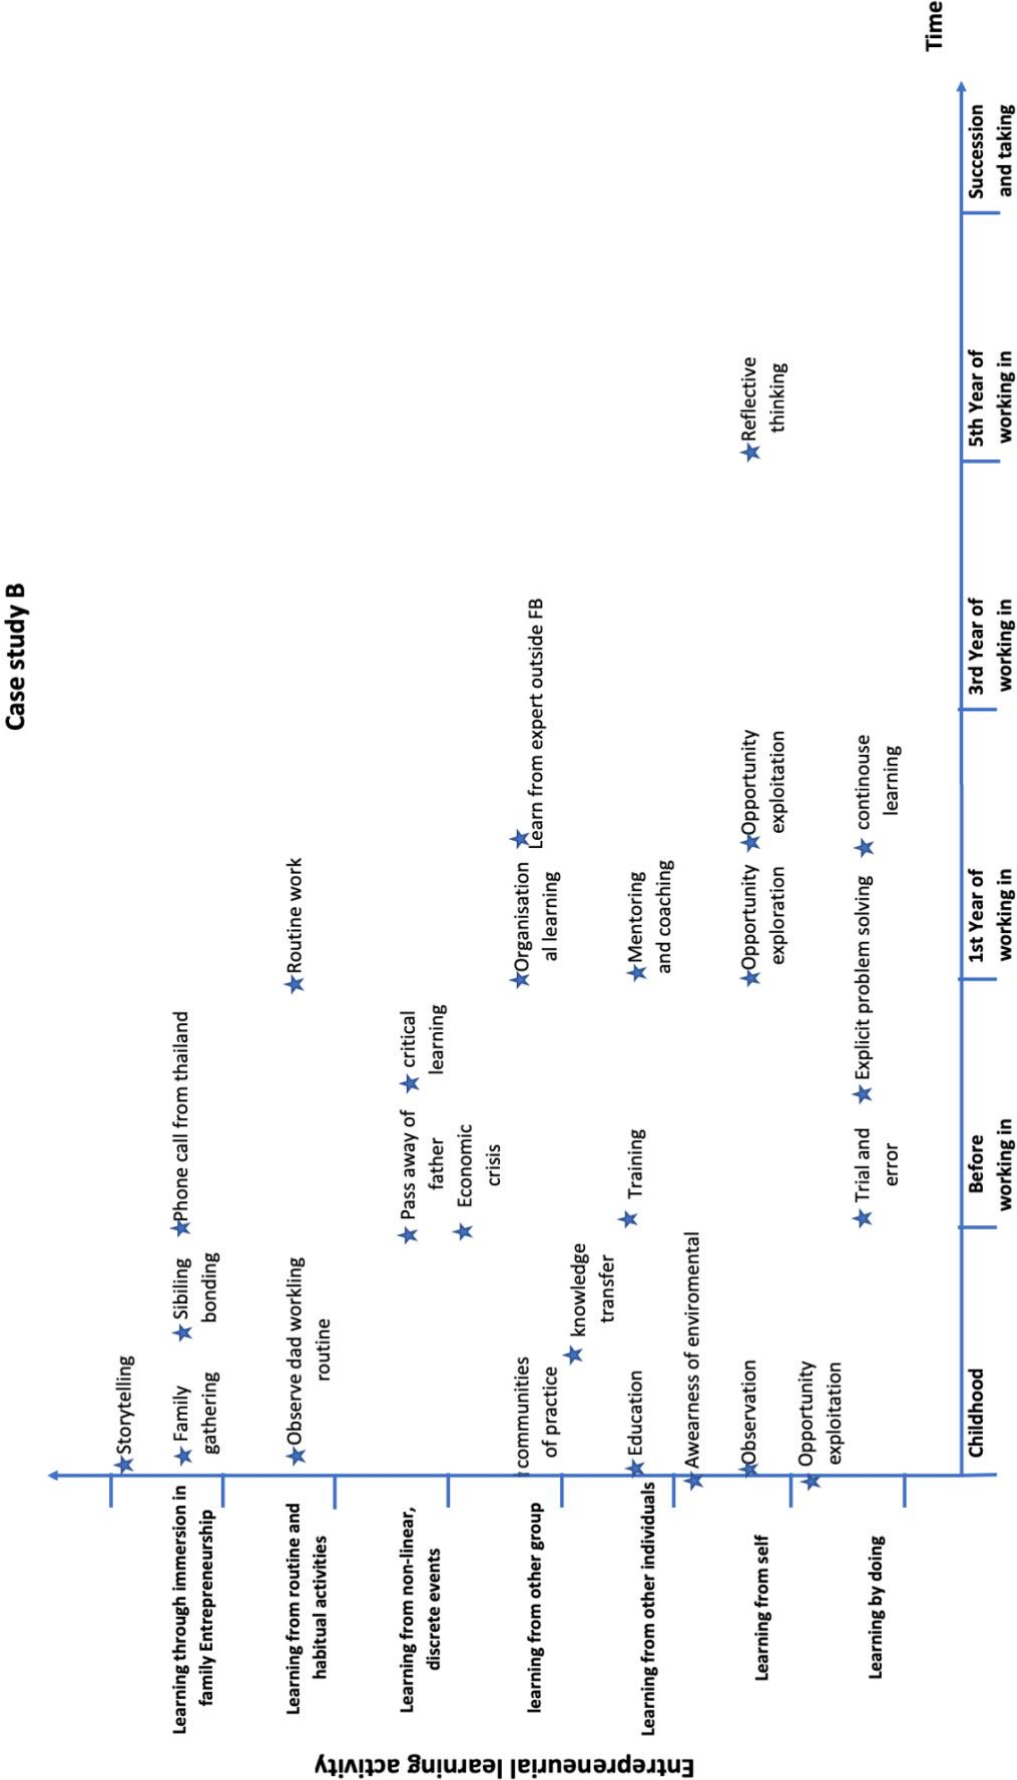 Case study B
Entrepreneurial learning activity
Learning through immersion in
family Entrepreneurship
Storytelling
Family
gathering
Sibiling
bonding
Phone call from thailand
Learning from routine and
habitual activities
Observe dad workling
routine
Routine work
Learning from non-linear,
discrete events
Pass away of
father
critical
learning
Economic
crisis
learning from other group
communities
of practice
knowledge
transfer
Organisation
al learning
Learn from expert outside FB
Learning from other individuals
Education
Training
Mentoring
and coaching
Awearness of enviromental
Learning from self
Observation
Opportunity
exploration
Opportunity
exploitation
Reflective
thinking
Opportunity
exploitation
Learning by doing
Trial and
error
Explicit problem solving
continouse
learning
Childhood
Before
working in
1st Year of
working in
3rd Year of
working in
5th Year of
working in
Succession
and taking
Time